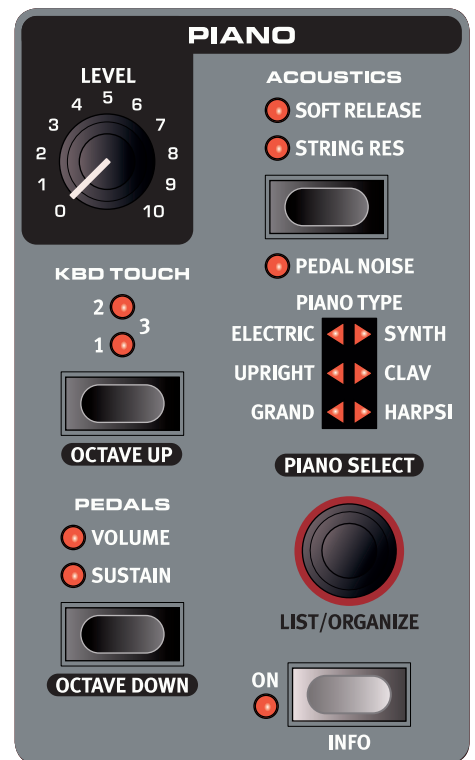 PIANO
LEVEL
0 1 2 3 4 5 6 7 8 9 10
ACOUSTICS
SOFT RELEASE
STRING RES
PEDAL NOISE
KBD TOUCH
2
3
1
OCTAVE UP
PIANO TYPE
ELECTRIC SYNTH
UPRIGHT CLAV
GRAND HARPSI
PEDALS
VOLUME
SUSTAIN
OCTAVE DOWN
PIANO SELECT
LIST/ORGANIZE
ON
INFO